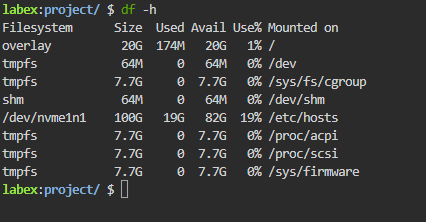 labex:project/ $ df -h
Filesystem      Size  Used Avail Use% Mounted on
overlay          20G  174M   20G   1% /
tmpfs            64M     0   64M   0% /dev
tmpfs           7.7G     0  7.7G   0% /sys/fs/cgroup
shm              64M     0   64M   0% /dev/shm
/dev/nvme1n1    100G   19G   82G  19% /etc/hosts
tmpfs           7.7G     0  7.7G   0% /proc/acpi
tmpfs           7.7G     0  7.7G   0% /proc/scsi
tmpfs           7.7G     0  7.7G   0% /sys/firmware
labex:project/ $